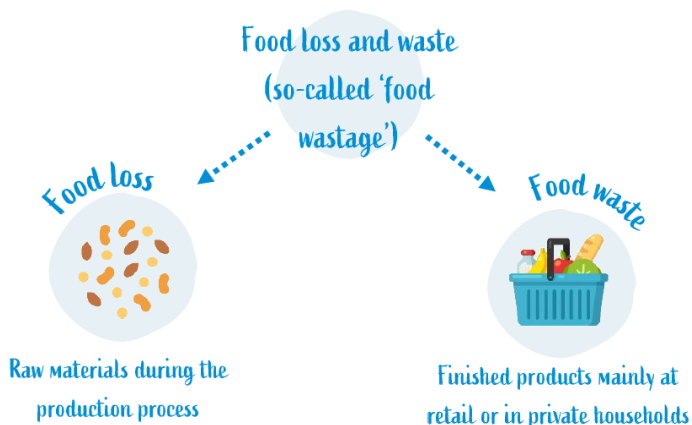 Food loss and waste
(so-called 'food
wastage')
Food loss
Food waste
Raw materials during the
production process
Finished products mainly at
retail or in private households